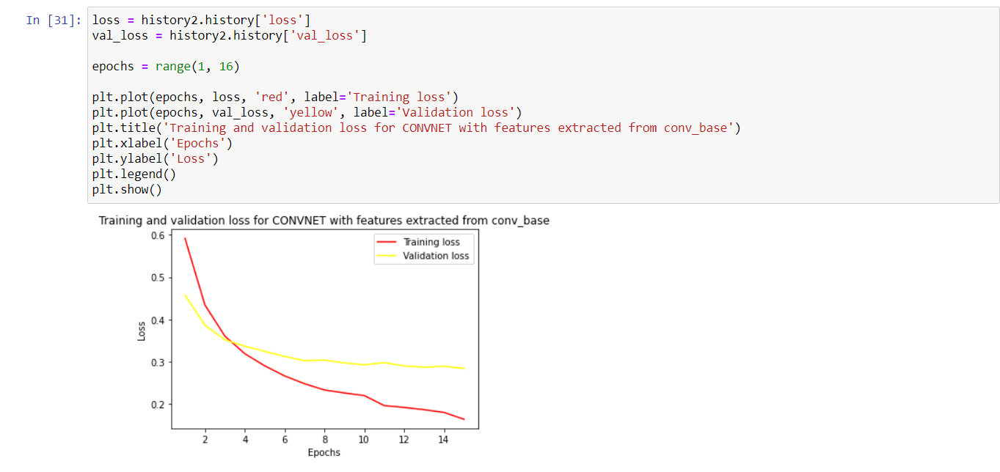 In [31]:
loss = history2.history['loss']
val_loss = history2.history['val_loss']
epochs = range(1, 16)
plt.plot(epochs, loss, 'red', label='Training loss')
plt.plot(epochs, val_loss, 'yellow', label='Validation loss')
plt.title('Training and validation loss for CONVNET with features extracted from conv_base')
plt.xlabel('Epochs')
plt.ylabel('Loss')
plt.legend()
plt.show()
Training and validation loss for CONVNET with features extracted from conv_base
Training loss
Validation loss
0.6
0.5
0.4
0.3
0.2
Loss
2 4 6 8 10 12 14
Epochs